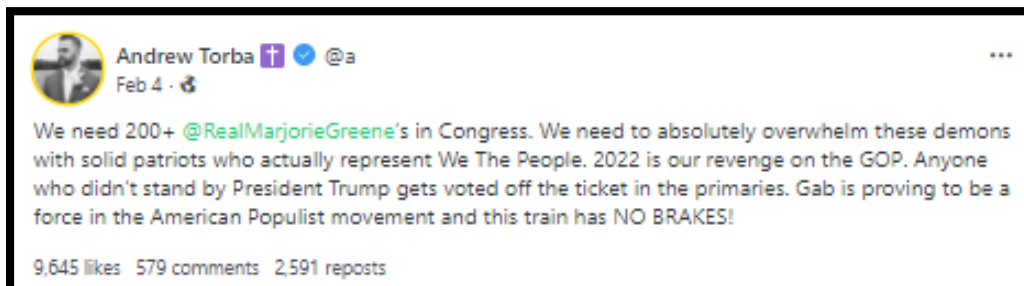 Andrew Torba @a
Feb 4 ·
We need 200+ @RealMarjorieGreene's in Congress. We need to absolutely overwhelm these demons
with solid patriots who actually represent We The People. 2022 is our revenge on the GOP. Anyone
who didn't stand by President Trump gets voted off the ticket in the primaries. Gab is proving to be a
force in the American Populist movement and this train has NO BRAKES!
9,645 likes 579 comments 2,591 reposts